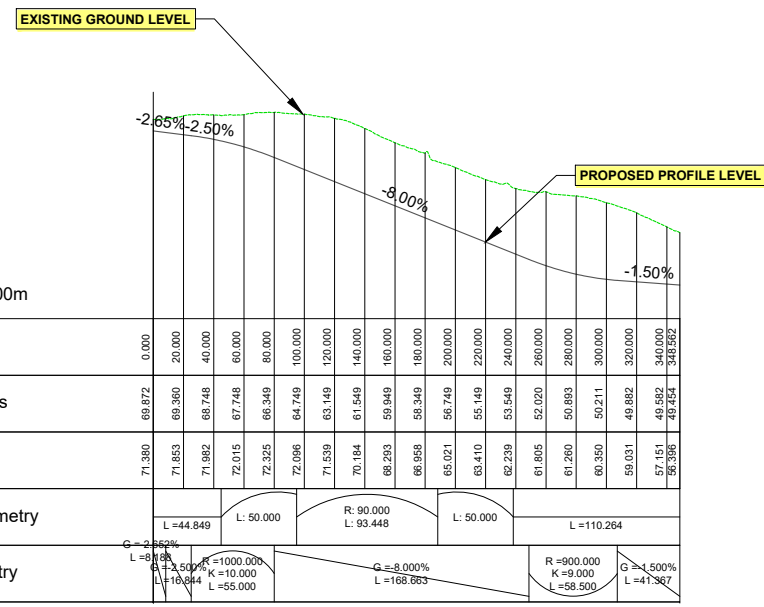 EXISTING GROUND LEVEL
-2.65%
-2.50%
PROPOSED PROFILE LEVEL
-8.00%
-1.50%
00m
0.000 20.000 40.000 60.000 80.000 100.000 120.000 140.000 160.000 180.000 200.000 220.000 240.000 260.000 280.000 300.000 320.000 340.000 348.562
s 69.872 69.360 68.748 67.748 66.349 64.749 63.149 61.549 59.949 58.349 56.749 55.149 53.549 52.020 50.893 50.211 49.882 49.582 49.454
71.380 71.853 71.982 72.015 72.325 72.096 71.539 70.184 68.293 66.958 65.021 63.410 62.239 61.805 61.260 60.350 59.031 57.151 56.396
metry
L =44.849
L: 50.000
R: 90.000
L: 93.448
L: 50.000
L =110.264
try
G =-2.652%
L =8.188
G =-2.500%
L =16.844
R =1000.000
K =10.000
L =55.000
G =-8.000%
L =168.663
R =900.000
K =9.000
L =58.500
G =-1.500%
L =41.367